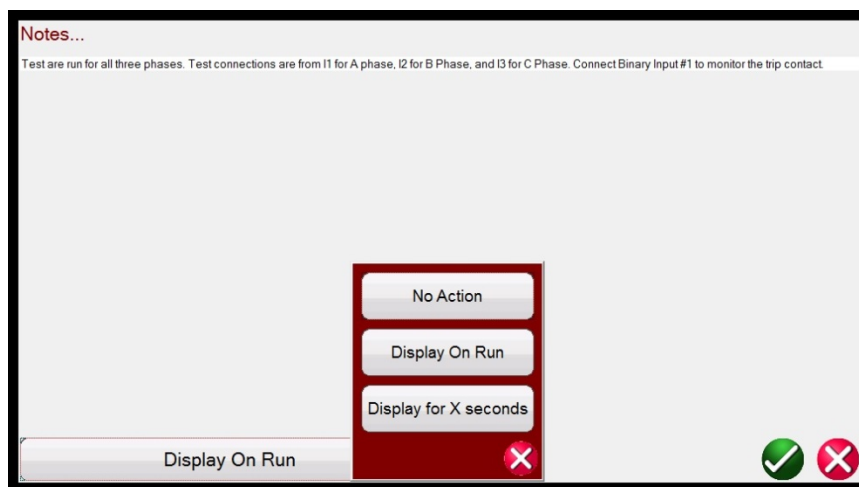 Notes...
Test are run for all three phases. Test connections are from I1 for A phase, I2 for B Phase, and I3 for C Phase. Connect Binary Input #1 to monitor the trip contact.
No Action
Display On Run
Display for X seconds
Display On Run